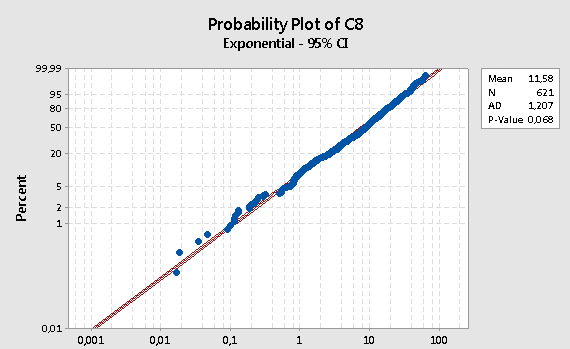 Probability Plot of C8
Exponential - 95% CI
99,99
95
80
50
20
5
2
1
0,01
Percent
0,001
0,01
0,1
1
10
100
Mean 11,58
N 621
AD 1,207
P-Value 0,068